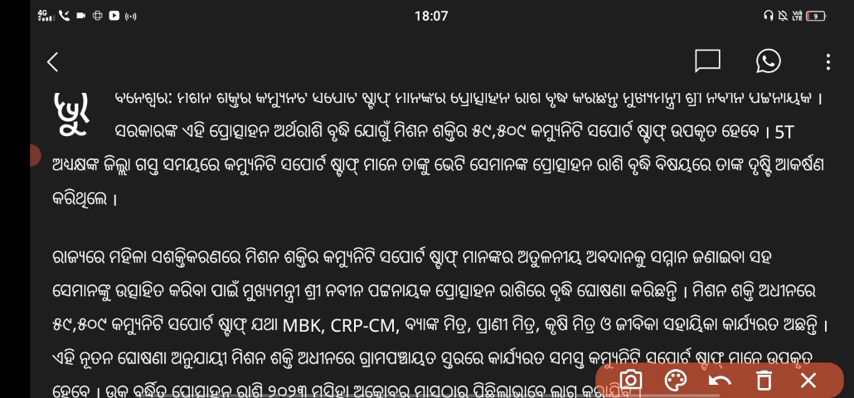 18:07
ଭୁବନେଶ୍ୱର: ମିଶନ ଶକ୍ତିର କମ୍ୟୁନିଟି ସପୋର୍ଟ ଷ୍ଟାଫ୍ ମାନଙ୍କର ପ୍ରୋତ୍ସାହନ ରାଶି ବୃଦ୍ଧି କରିଛନ୍ତି ମୁଖ୍ୟମନ୍ତ୍ରୀ ଶ୍ରୀ ନବୀନ ପଟ୍ଟନାୟକ ।
ସରକାରଙ୍କ ଏହି ପ୍ରୋତ୍ସାହନ ଅର୍ଥରାଶି ବୃଦ୍ଧି ଯୋଗୁଁ ମିଶନ ଶକ୍ତିର ୫୯,୫୦୯ କମ୍ୟୁନିଟି ସପୋର୍ଟ ଷ୍ଟାଫ୍ ଉପକୃତ ହେବେ । 5T
ଅଧ୍ୟକ୍ଷଙ୍କ ଜିଲ୍ଲା ଗସ୍ତ ସମୟରେ କମ୍ୟୁନିଟି ସପୋର୍ଟ ଷ୍ଟାଫ୍ ମାନେ ତାଙ୍କୁ ଭେଟି ସେମାନଙ୍କ ପ୍ରୋତ୍ସାହନ ରାଶି ବୃଦ୍ଧି ବିଷୟରେ ତାଙ୍କ ଦୃଷ୍ଟି ଆକର୍ଷଣ
କରିଥିଲେ ।
ରାଜ୍ୟରେ ମହିଳା ସଶକ୍ତିକରଣରେ ମିଶନ ଶକ୍ତିର କମ୍ୟୁନିଟି ସପୋର୍ଟ ଷ୍ଟାଫ୍ ମାନଙ୍କର ଅତୁଳନୀୟ ଅବଦାନକୁ ସମ୍ମାନ ଜଣାଇବା ସହ
ସେମାନଙ୍କୁ ଉତ୍ସାହିତ କରିବା ପାଇଁ ମୁଖ୍ୟମନ୍ତ୍ରୀ ଶ୍ରୀ ନବୀନ ପଟ୍ଟନାୟକ ପ୍ରୋତ୍ସାହନ ରାଶିରେ ବୃଦ୍ଧି ଘୋଷଣା କରିଛନ୍ତି । ମିଶନ ଶକ୍ତି ଅଧୀନରେ
୫୯,୫୦୯ କମ୍ୟୁନିଟି ସପୋର୍ଟ ଷ୍ଟାଫ୍ ଯଥା MBK, CRP-CM, ବ୍ୟାଙ୍କ ମିତ୍ର, ପ୍ରାଣୀ ମିତ୍ର, କୃଷି ମିତ୍ର ଓ ଜୀବିକା ସହାୟିକା କାର୍ଯ୍ୟରତ ଅଛନ୍ତି ।
ଏହି ନୂତନ ଘୋଷଣା ଅନୁଯାୟୀ ମିଶନ ଶକ୍ତି ଅଧୀନରେ ଗ୍ରାମପଞ୍ଚାୟତ ସ୍ତରରେ କାର୍ଯ୍ୟରତ ସମସ୍ତ କମ୍ୟୁନିଟି ସପୋର୍ଟ ଷ୍ଟାଫ୍ ମାନେ ଉପକୃତ
ହେବେ । ଉକ୍ତ ବର୍ଦ୍ଧିତ ପ୍ରୋତ୍ସାହନ ରାଶି ୨୦୨୩ ମସିହା ଅକ୍ଟୋବର ମାସଠାରୁ ପିଛିଲାଭାବେ ଲାଗୁ